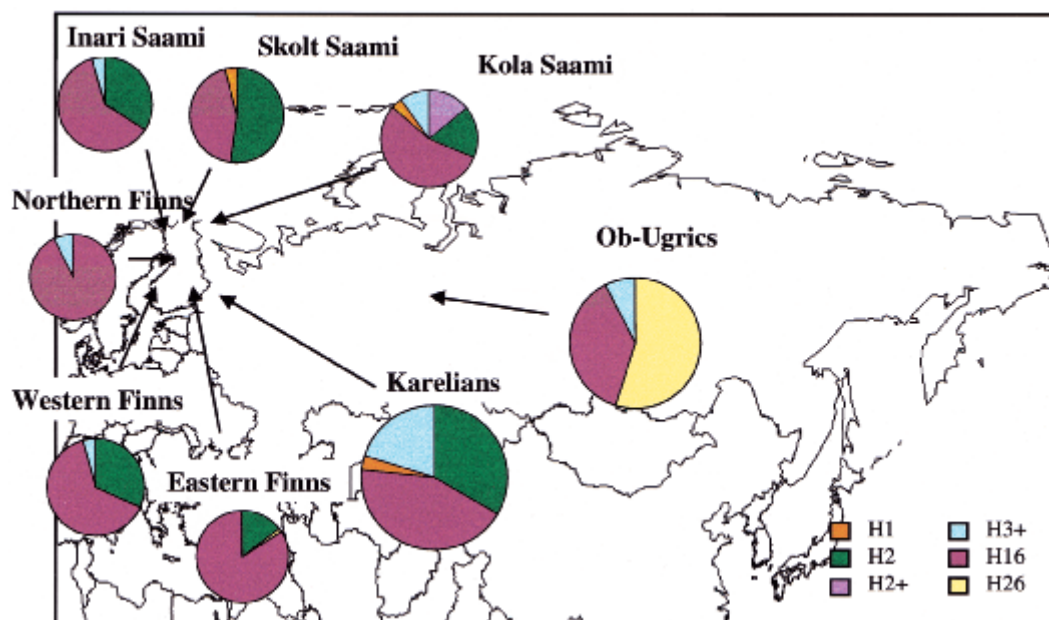 Inari Saami
Skolt Saami
Kola Saami
Northern Finns
Ob-Ugrics
Karelians
Western Finns
Eastern Finns
H1
H3+
H2
H16
H2+
H26